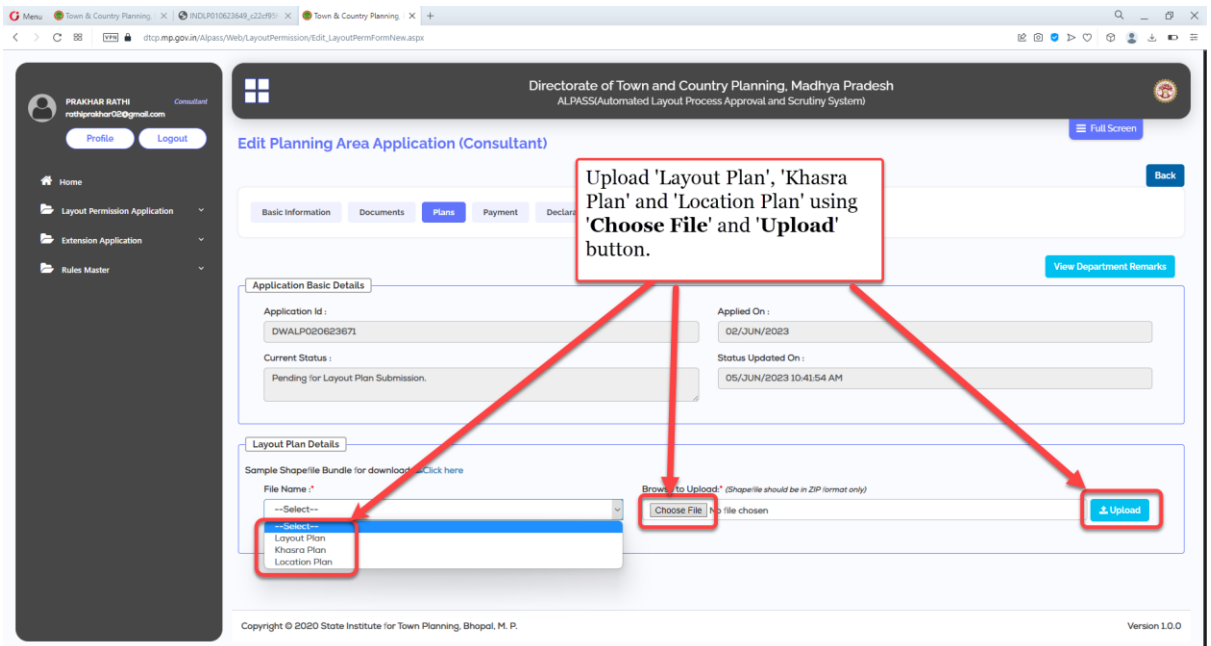 Menu
Town & Country Planning,
INDLP010623649_c22cf95f
Town & Country Planning,
VPN
dtcp.mp.gov.in/Alpass/Web/LayoutPermission/Edit_LayoutPermFormNew.aspx
PRAKHAR RATHI Consultant
rathiprakhar02@gmail.com
Profile Logout
Home
Layout Permission Application
Extension Application
Rules Master
Directorate of Town and Country Planning, Madhya Pradesh
ALPASS(Automated Layout Process Approval and Scrutiny System)
Full Screen
Edit Planning Area Application (Consultant)
Back
Basic Information Documents Plans Payment Declara
Upload 'Layout Plan', 'Khasra
Plan' and 'Location Plan' using
'Choose File' and 'Upload'
button.
View Department Remarks
Application Basic Details
Application Id :
DWALP020623671
Applied On :
02/JUN/2023
Current Status :
Pending for Layout Plan Submission.
Status Updated On :
05/JUN/2023 10:41:54 AM
Layout Plan Details
Sample Shapefile Bundle for download Click here
File Name :*
--Select--
--Select--
Layout Plan
Khasra Plan
Location Plan
Browse to Upload:* (Shapefile should be in ZIP format only)
Choose File No file chosen
Upload
Copyright © 2020 State Institute for Town Planning, Bhopal, M. P.
Version 1.0.0